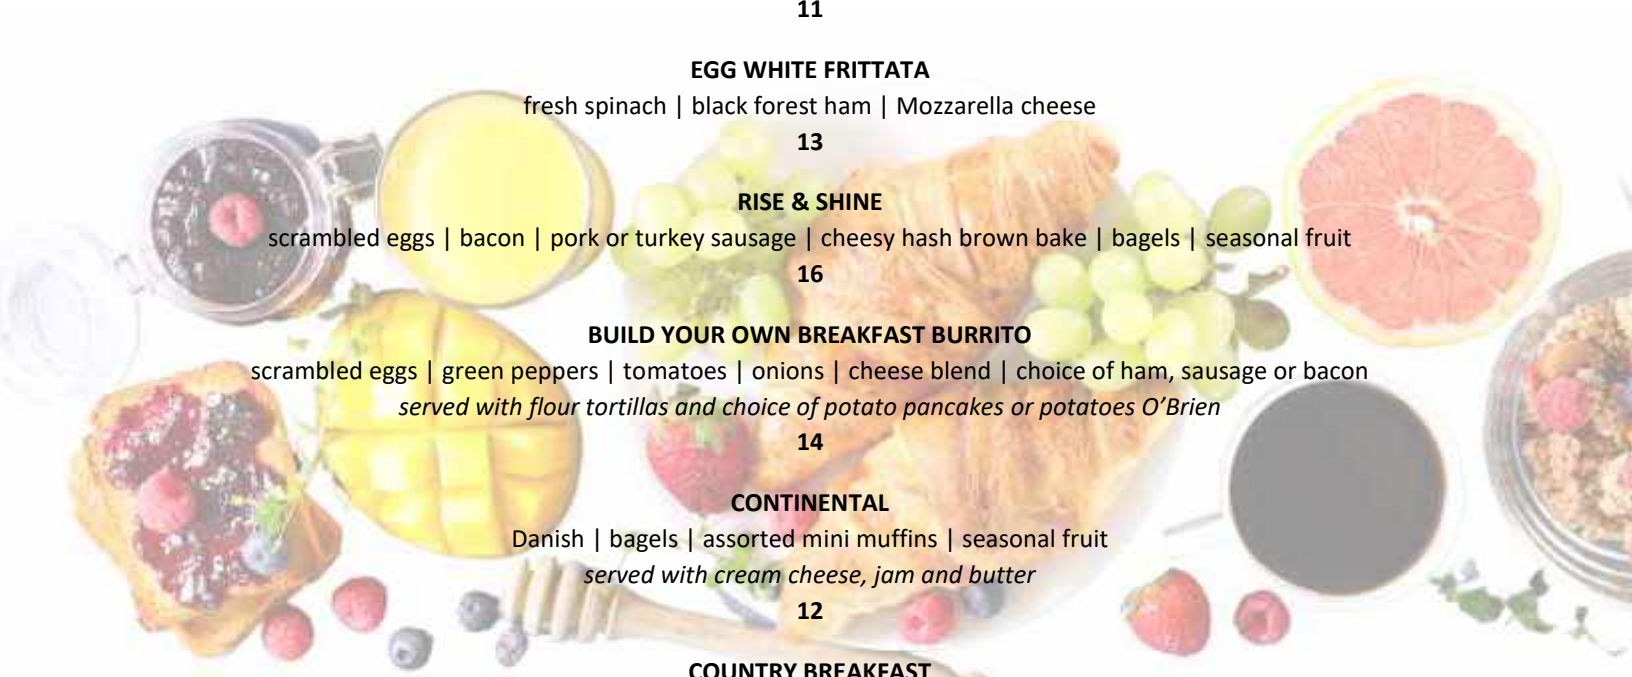 11
EGG WHITE FRITTATA
fresh spinach | black forest ham | Mozzarella cheese
13
RISE & SHINE
scrambled eggs | bacon | pork or turkey sausage | cheesy hash brown bake | bagels | seasonal fruit
16
BUILD YOUR OWN BREAKFAST BURRITO
scrambled eggs | green peppers | tomatoes | onions | cheese blend | choice of ham, sausage or bacon
served with flour tortillas and choice of potato pancakes or potatoes O’Brien
14
CONTINENTAL
Danish | bagels | assorted mini muffins | seasonal fruit
served with cream cheese, jam and butter
12
COUNTRY BREAKFAST